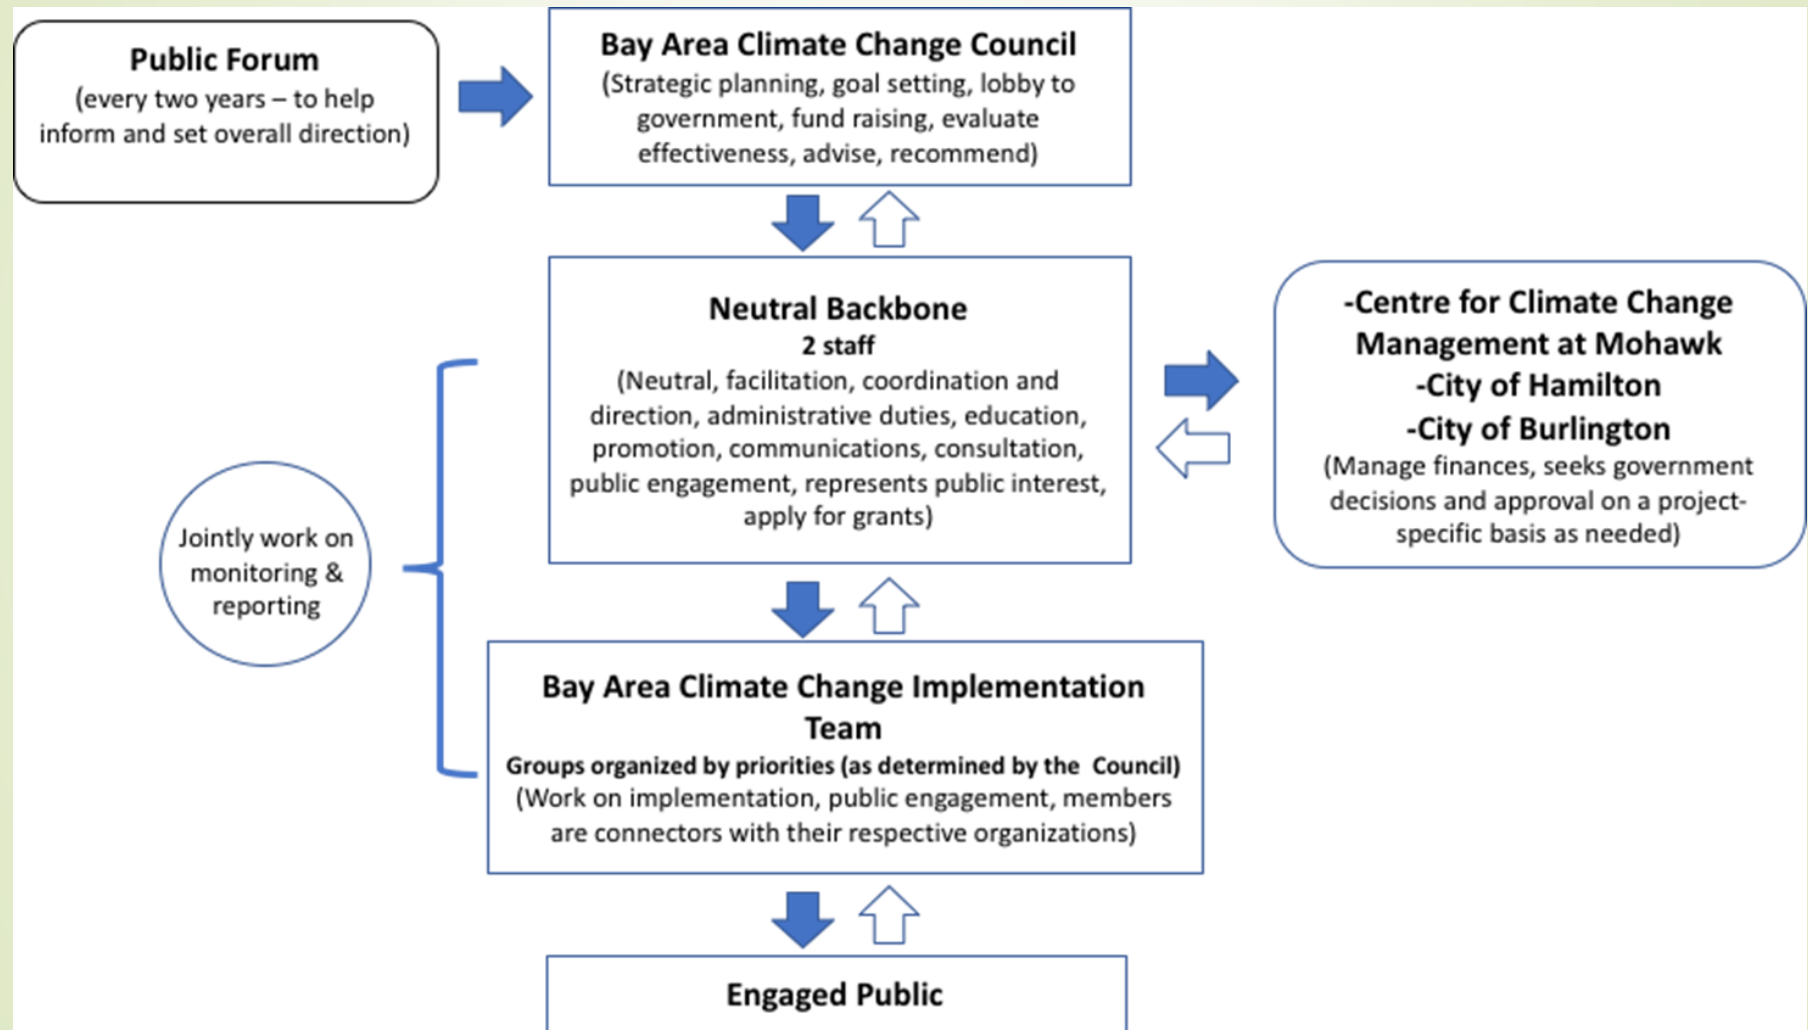 Public Forum
(every two years – to help
inform and set overall direction)
Bay Area Climate Change Council
(Strategic planning, goal setting, lobby to
government, fund raising, evaluate
effectiveness, advise, recommend)
Neutral Backbone
2 staff
(Neutral, facilitation, coordination and
direction, administrative duties, education,
promotion, communications, consultation,
public engagement, represents public interest,
apply for grants)
-Centre for Climate Change
Management at Mohawk
-City of Hamilton
-City of Burlington
(Manage finances, seeks government
decisions and approval on a project-
specific basis as needed)
Jointly work on
monitoring &
reporting
Bay Area Climate Change Implementation
Team
Groups organized by priorities (as determined by the Council)
(Work on implementation, public engagement, members
are connectors with their respective organizations)
Engaged Public